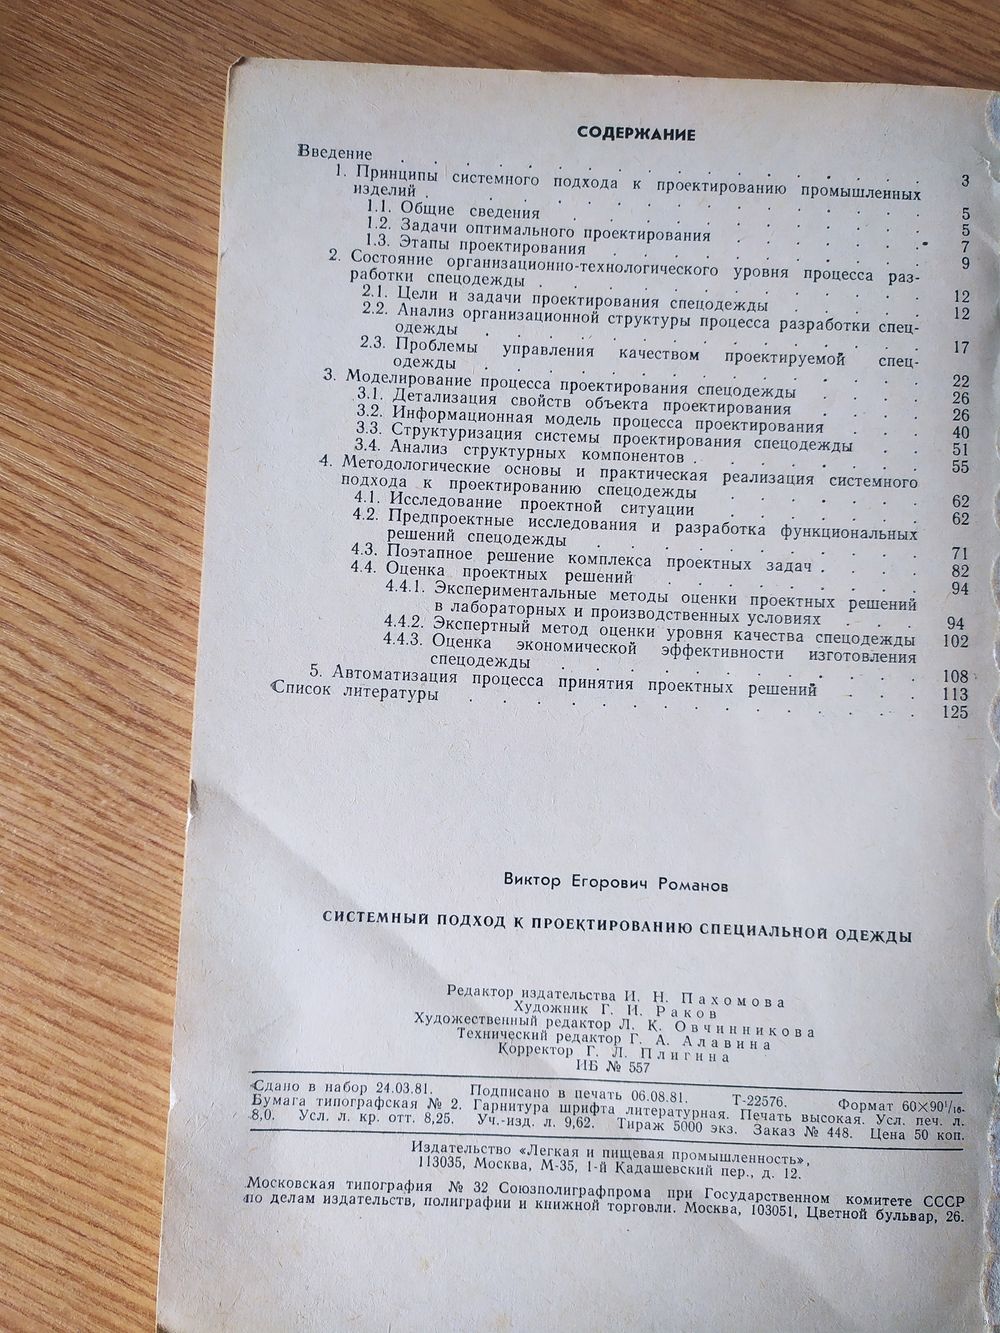 СОДЕРЖАНИЕ
Введение . . . . . . . . . . . . . . . . . 3
1. Принципы системного подхода к проектированию промышленных
изделий . . . . . . . . . . . . . . . . 5
1.1. Общие сведения . . . . . . . . . . . 5
1.2. Задачи оптимального проектирования . . . . . 7
1.3. Этапы проектирования . . . . . . . . . . 9
2. Состояние организационно-технологического уровня процесса раз-
работки спецодежды . . . . . . . . . . . . 12
2.1. Цели и задачи проектирования спецодежды . . . . 12
2.2. Анализ организационной структуры процесса разработки спец-
одежды . . . . . . . . . . . . . . 17
2.3. Проблемы управления качеством проектируемой спец-
одежды . . . . . . . . . . . . . . 22
3. Моделирование процесса проектирования спецодежды . . . . 26
3.1. Детализация свойств объекта проектирования . . . . 26
3.2. Информационная модель процесса проектирования . . . 40
3.3. Структуризация системы проектирования спецодежды . . 51
3.4. Анализ структурных компонентов . . . . . . . 55
4. Методологические основы и практическая реализация системного
подхода к проектированию спецодежды . . . . . . 62
4.1. Исследование проектной ситуации . . . . . . 62
4.2. Предпроектные исследования и разработка функциональных
решений спецодежды . . . . . . . . . . 71
4.3. Поэтапное решение комплекса проектных задач . . . . 82
4.4. Оценка проектных решений . . . . . . . . 94
4.4.1. Экспериментальные методы оценки проектных решений
в лабораторных и производственных условиях . . . 94
4.4.2. Экспертный метод оценки уровня качества спецодежды 102
4.4.3. Оценка экономической эффективности изготовления
спецодежды . . . . . . . . . . . 108
5. Автоматизация процесса принятия проектных решений . . . 113
Список литературы . . . . . . . . . . . . . . 125
Виктор Егорович Романов
СИСТЕМНЫЙ ПОДХОД К ПРОЕКТИРОВАНИЮ СПЕЦИАЛЬНОЙ ОДЕЖДЫ
Редактор издательства И. Н. Пахомова
Художник Г. И. Раков
Художественный редактор Л. К. Овчинникова
Технический редактор Г. А. Алавина
Корректор Г. Л. Плигина
ИБ № 557
Сдано в набор 24.03.81. Подписано в печать 06.08.81. Т-22576. Формат 60×90¹/₁₆.
Бумага типографская № 2. Гарнитура шрифта литературная. Печать высокая. Усл. печ. л.
8,0. Усл. л. кр. отт. 8,25. Уч.-изд. л. 9,62. Тираж 5000 экз. Заказ № 448. Цена 50 коп.
Издательство «Легкая и пищевая промышленность»,
113035, Москва, М-35, 1-й Кадашевский пер., д. 12.
Московская типография № 32 Союзполиграфпрома при Государственном комитете СССР
по делам издательств, полиграфии и книжной торговли. Москва, 103051, Цветной бульвар, 26.